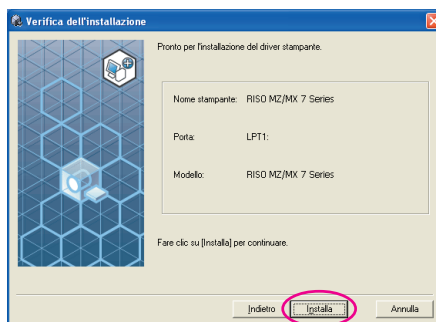 Verifica dell'installazione
Pronto per l'installazione del driver stampante.
Nome stampante: RISO MZ/MX 7 Series
Porta: LPT1:
Modello: RISO MZ/MX 7 Series
Fare clic su [Installa] per continuare.
Indietro Installa Annulla